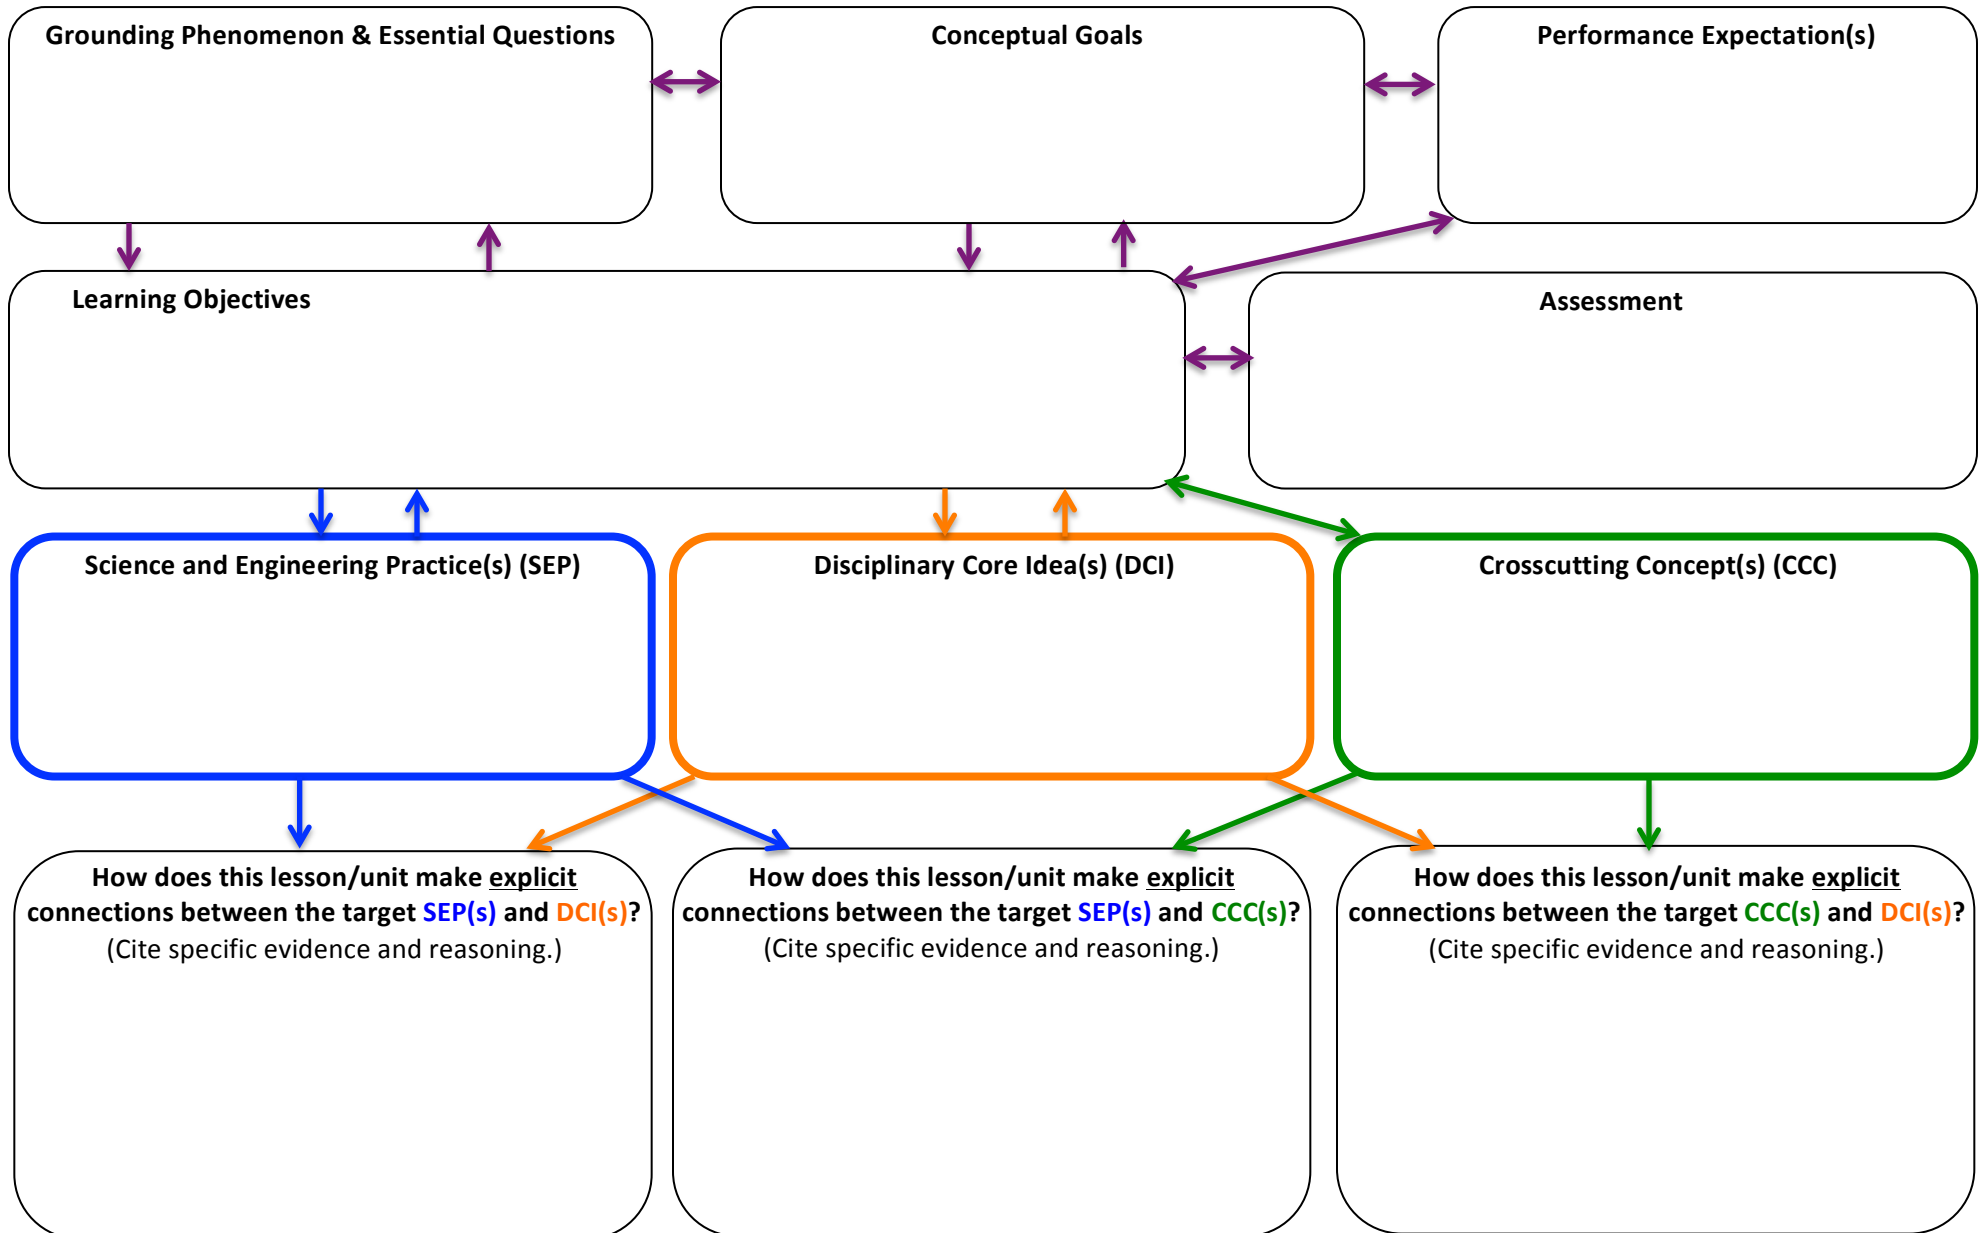 Grounding Phenomenon & Essential Questions
Conceptual Goals
Performance Expectation(s)
Learning Objectives
Assessment
Science and Engineering Practice(s) (SEP)
Disciplinary Core Idea(s) (DCI)
Crosscutting Concept(s) (CCC)
How does this lesson/unit make explicit
connections between the target SEP(s) and DCI(s)?
(Cite specific evidence and reasoning.)
How does this lesson/unit make explicit
connections between the target SEP(s) and CCC(s)?
(Cite specific evidence and reasoning.)
How does this lesson/unit make explicit
connections between the target CCC(s) and DCI(s)?
(Cite specific evidence and reasoning.)